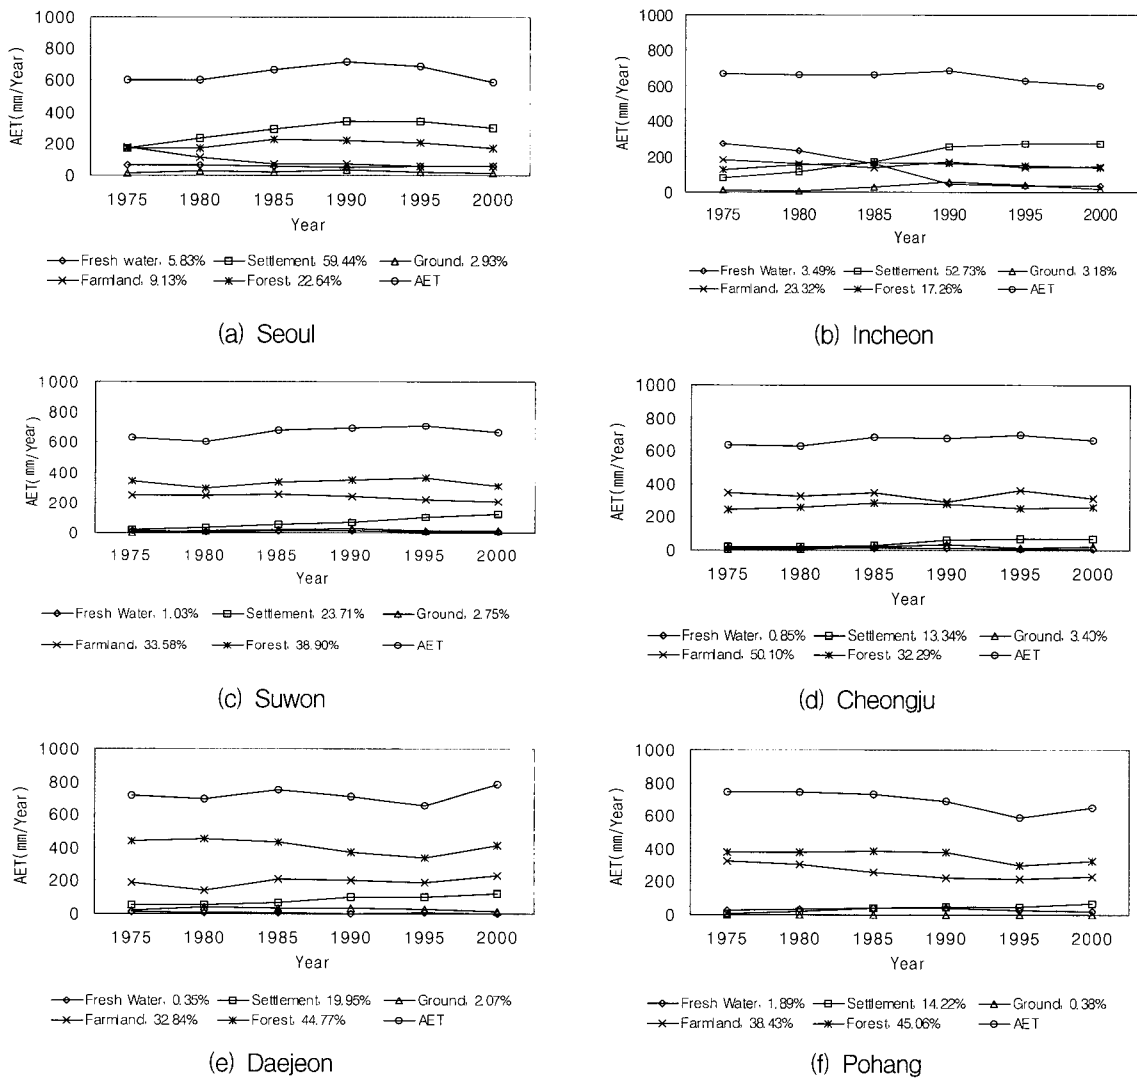 AET(mm/Year)
1000
800
600
400
200
0
1975 1980 1985 1990 1995 2000
Year
Fresh water, 5.83% Settlement, 59.44% Ground, 2.93%
Farmland, 9.13% Forest, 22.64% AET
(a) Seoul
AET(mm/Year)
1000
800
600
400
200
0
1975 1980 1985 1990 1995 2000
Year
Fresh Water, 3.49% Settlement, 52.73% Ground, 3.18%
Farmland, 23.32% Forest, 17.26% AET
(b) Incheon
AET(mm/Year)
1000
800
600
400
200
0
1975 1980 1985 1990 1995 2000
Year
Fresh Water, 1.03% Settlement, 23.71% Ground, 2.75%
Farmland, 33.58% Forest, 38.90% AET
(c) Suwon
AET(mm/Year)
1000
800
600
400
200
0
1975 1980 1985 1990 1995 2000
Year
Fresh Water, 0.85% Settlement, 13.34% Ground, 3.40%
Farmland, 50.10% Forest, 32.29% AET
(d) Cheongju
AET(mm/Year)
1000
800
600
400
200
0
1975 1980 1985 1990 1995 2000
Year
Fresh Water, 0.35% Settlement, 19.95% Ground, 2.07%
Farmland, 32.84% Forest, 44.77% AET
(e) Daejeon
AET(mm/Year)
1000
800
600
400
200
0
1975 1980 1985 1990 1995 2000
Year
Fresh Water, 1.89% Settlement, 14.22% Ground, 0.38%
Farmland, 38.43% Forest, 45.06% AET
(f) Pohang